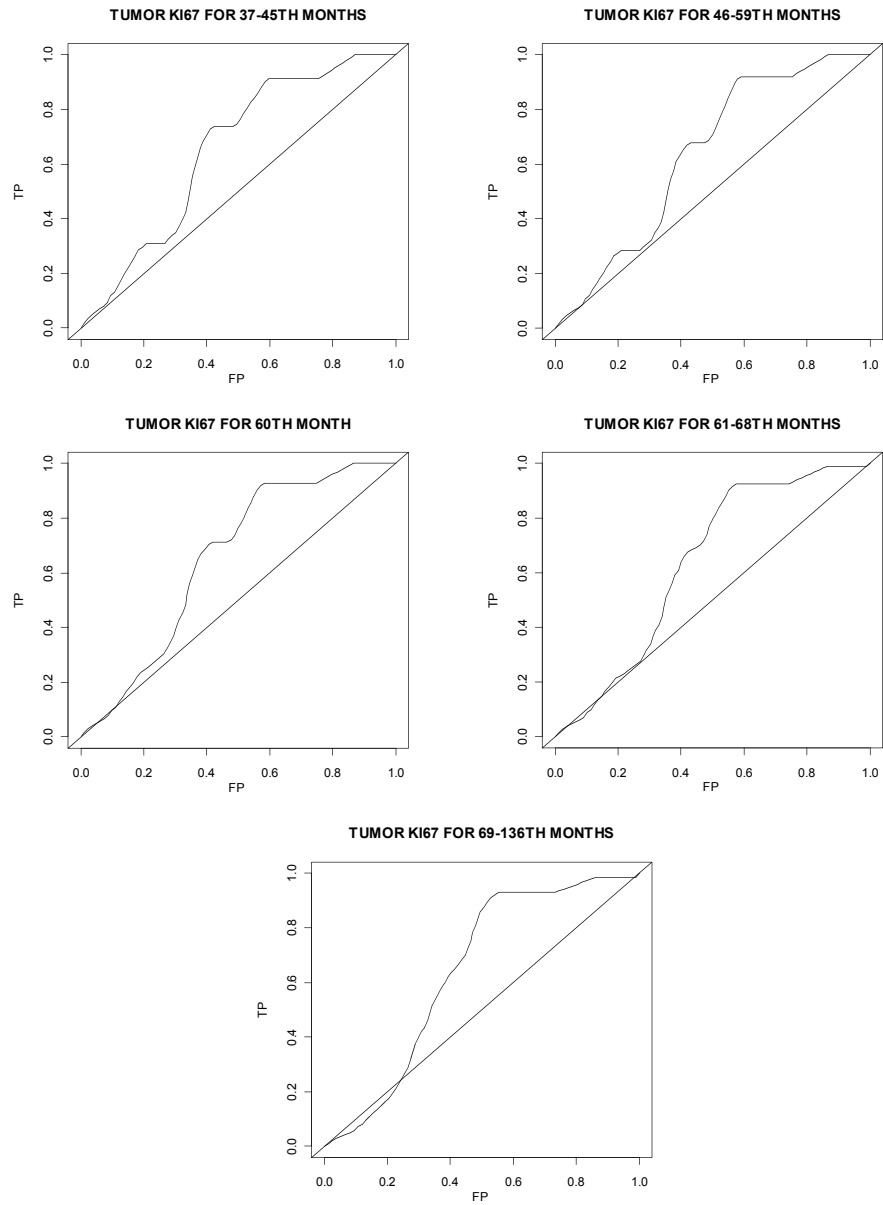 TUMOR KI67 FOR 37-45TH MONTHS
TP
1.0
0.8
0.6
0.4
0.2
0.0
0.0 0.2 0.4 0.6 0.8 1.0
FP
TUMOR KI67 FOR 46-59TH MONTHS
TP
1.0
0.8
0.6
0.4
0.2
0.0
0.0 0.2 0.4 0.6 0.8 1.0
FP
TUMOR KI67 FOR 60TH MONTH
TP
1.0
0.8
0.6
0.4
0.2
0.0
0.0 0.2 0.4 0.6 0.8 1.0
FP
TUMOR KI67 FOR 61-68TH MONTHS
TP
1.0
0.8
0.6
0.4
0.2
0.0
0.0 0.2 0.4 0.6 0.8 1.0
FP
TUMOR KI67 FOR 69-136TH MONTHS
TP
1.0
0.8
0.6
0.4
0.2
0.0
0.0 0.2 0.4 0.6 0.8 1.0
FP